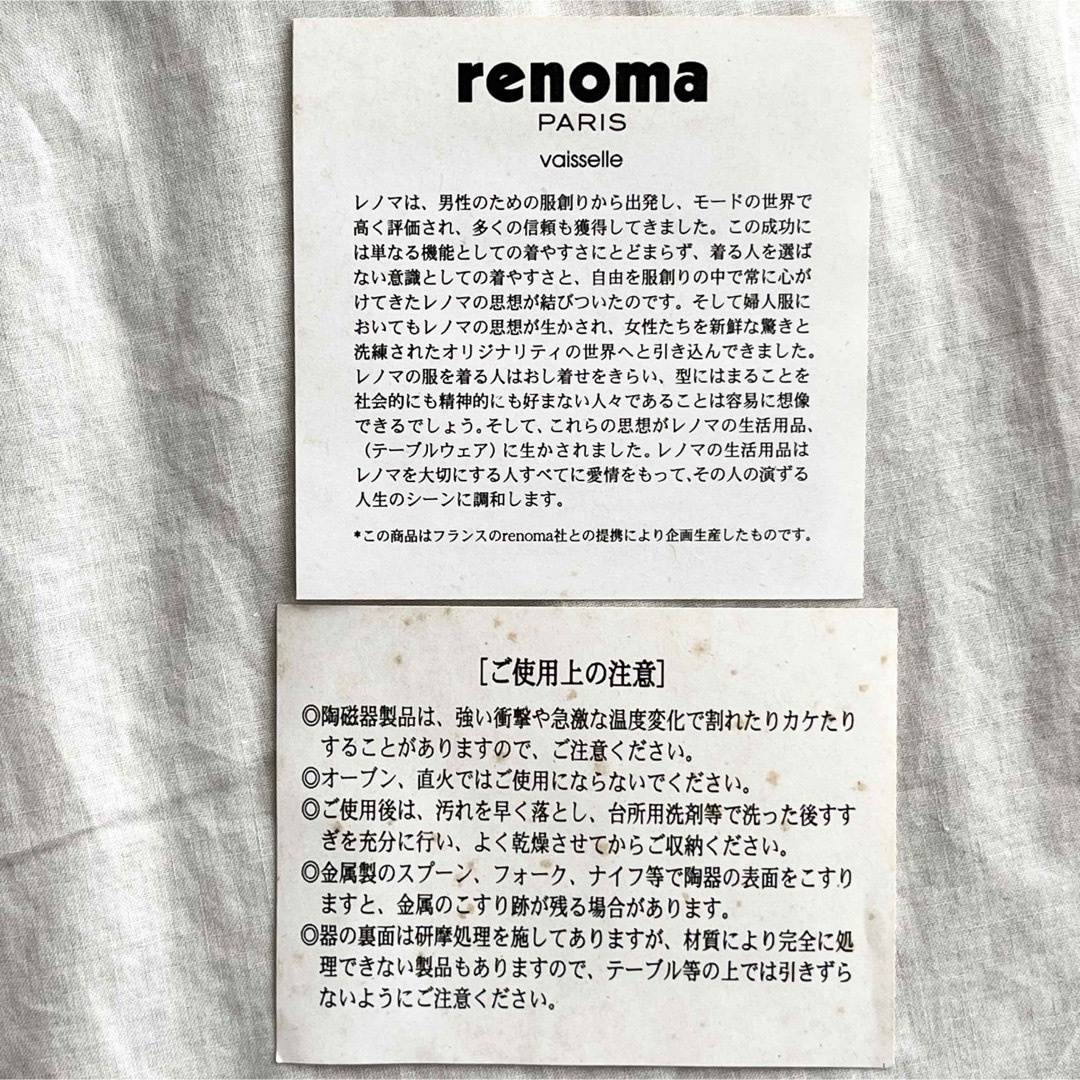 renoma
PARIS
vaisselle
レノマは、男性のための服創りから出発し、モードの世界で
高く評価され、多くの信頼も獲得してきました。この成功に
は単なる機能としての着やすさにとどまらず、着る人を選ば
ない意識としての着やすさと、自由を服創りの中で常に心が
けてきたレノマの思想が結びついたのです。そして婦人服に
おいてもレノマの思想が生かされ、女性たちを新鮮な驚きと
洗練されたオリジナリティの世界へと引き込んできました。
レノマの服を着る人はおし着せをきらい、型にはまることを
社会的にも精神的にも好まない人々であることは容易に想像
できるでしょう。そして、これらの思想がレノマの生活用品、
（テーブルウェア）に生かされました。レノマの生活用品は
レノマを大切にする人すべてに愛情をもって、その人の演ずる
人生のシーンに調和します。
*この商品はフランスのrenoma社との提携により企画生産したものです。
［ご使用上の注意］
◎陶磁器製品は、強い衝撃や急激な温度変化で割れたりカケたり
することがありますので、ご注意ください。
◎オーブン、直火ではご使用にならないでください。
◎ご使用後は、汚れを早く落とし、台所用洗剤等で洗った後すす
ぎを充分に行い、よく乾燥させてからご収納ください。
◎金属製のスプーン、フォーク、ナイフ等で陶器の表面をこすり
ますと、金属のこすり跡が残る場合があります。
◎器の裏面は研摩処理を施してありますが、材質により完全に処
理できない製品もありますので、テーブル等の上では引きずら
ないようにご注意ください。